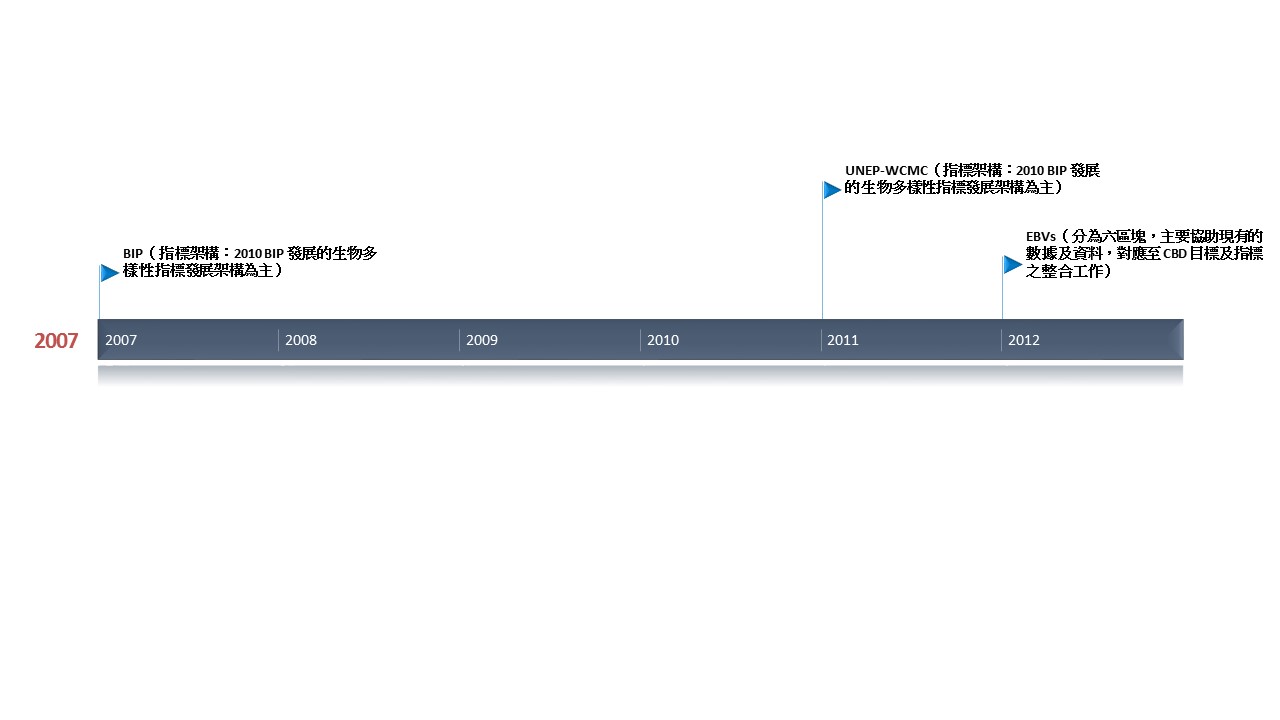 UNEP-WCMC（指標架構：2010 BIP 發展
的生物多樣性指標發展架構為主）
EBVs（分為六區塊，主要協助現有的
數據及資料，對應至 CBD 目標及指標
之整合工作）
BIP（指標架構：2010 BIP 發展的生物多
樣性指標發展架構為主）
2007
2007 2008 2009 2010 2011 2012